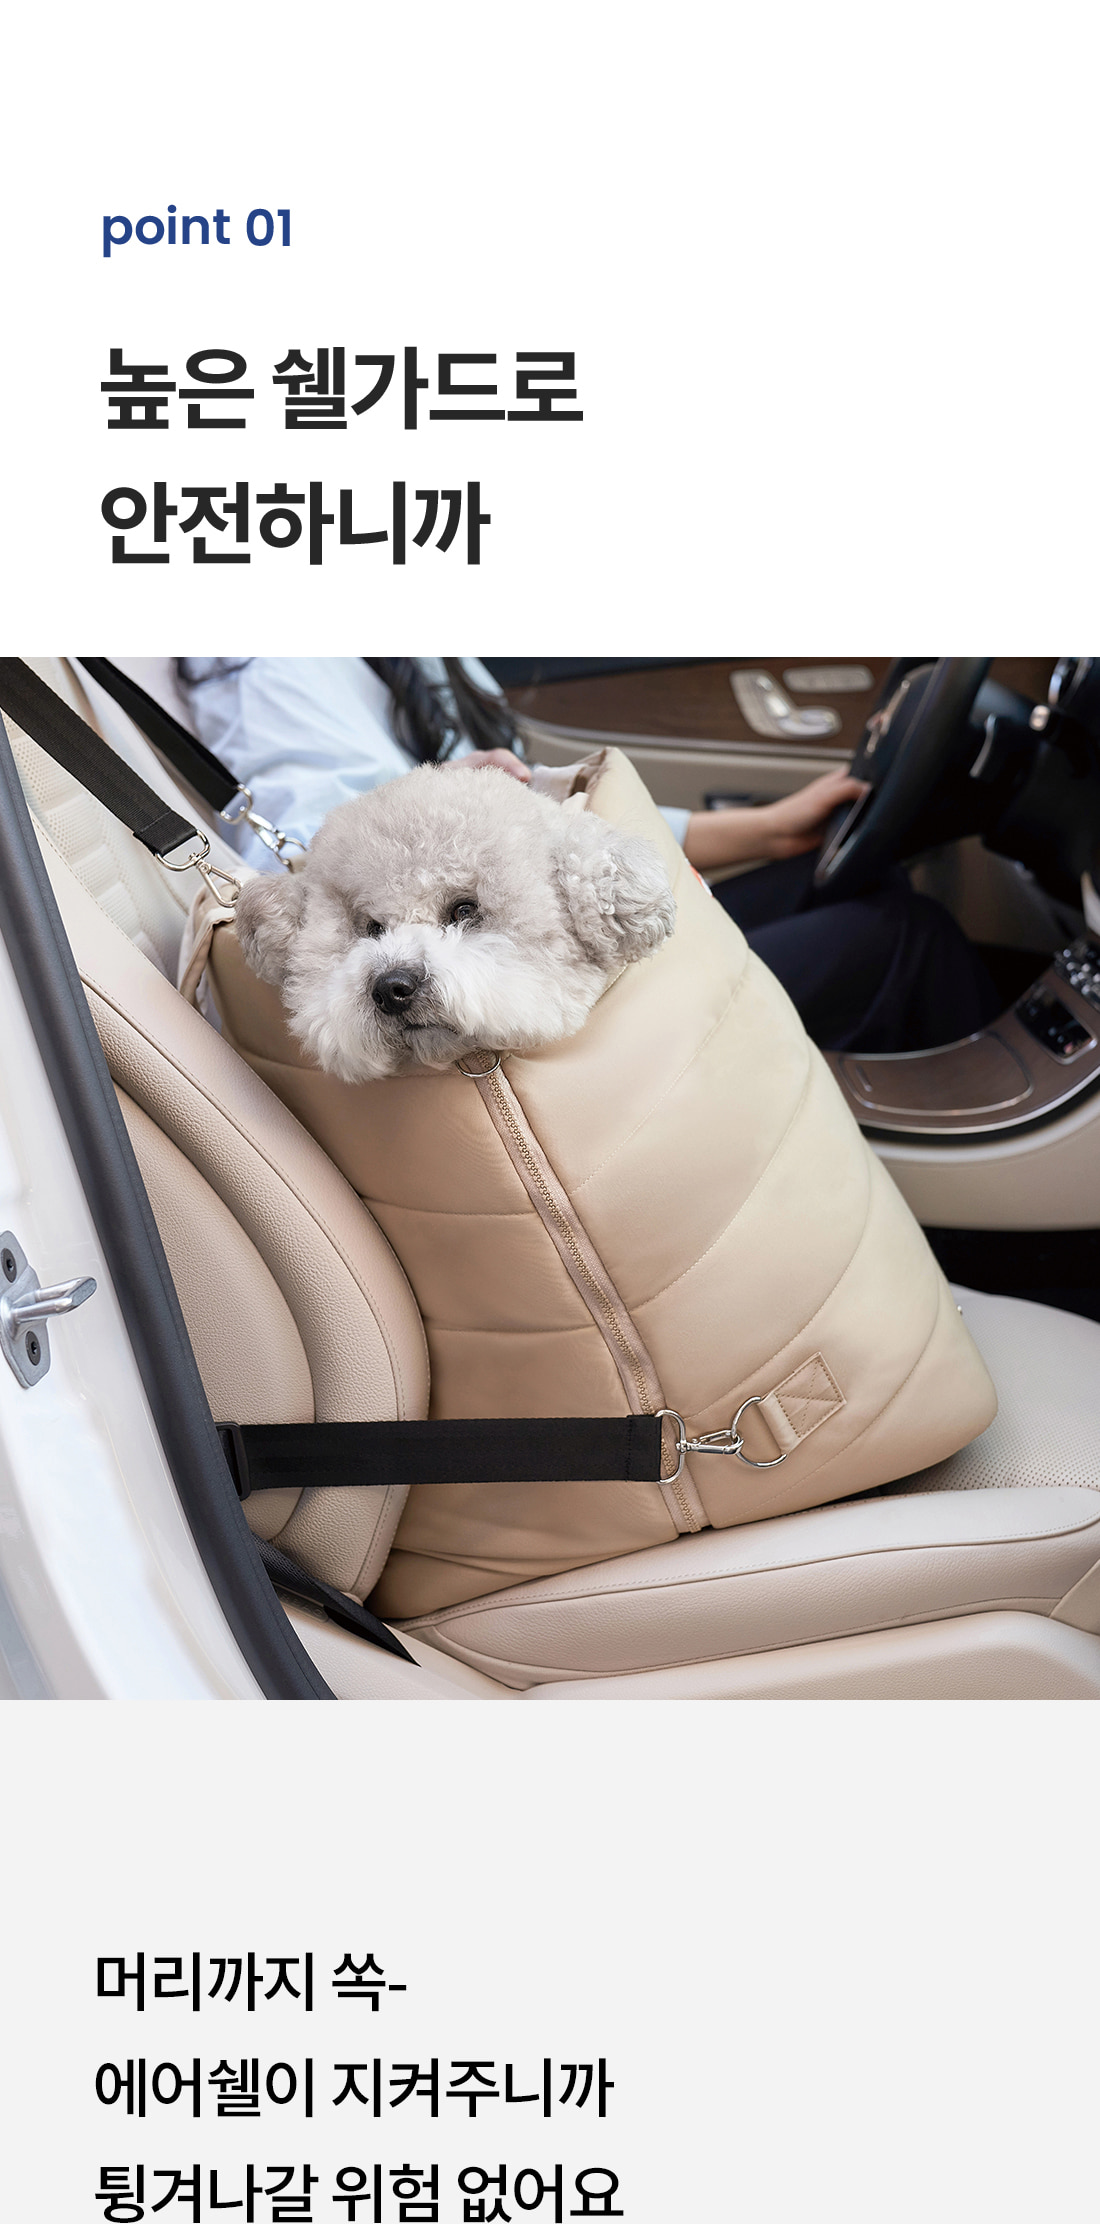 point 01
높은 쉘가드로
안전하니까
머리까지 쏙-
에어쉘이 지켜주니까
튕겨나갈 위험 없어요